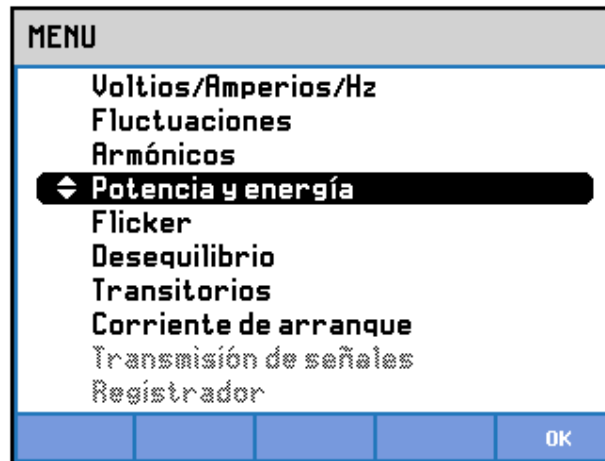 MENU
Voltios/Amperios/Hz
Fluctuaciones
Armónicos
Potencia y energía
Flicker
Desequilibrio
Transitorios
Corriente de arranque
Transmisión de señales
Registrador
OK